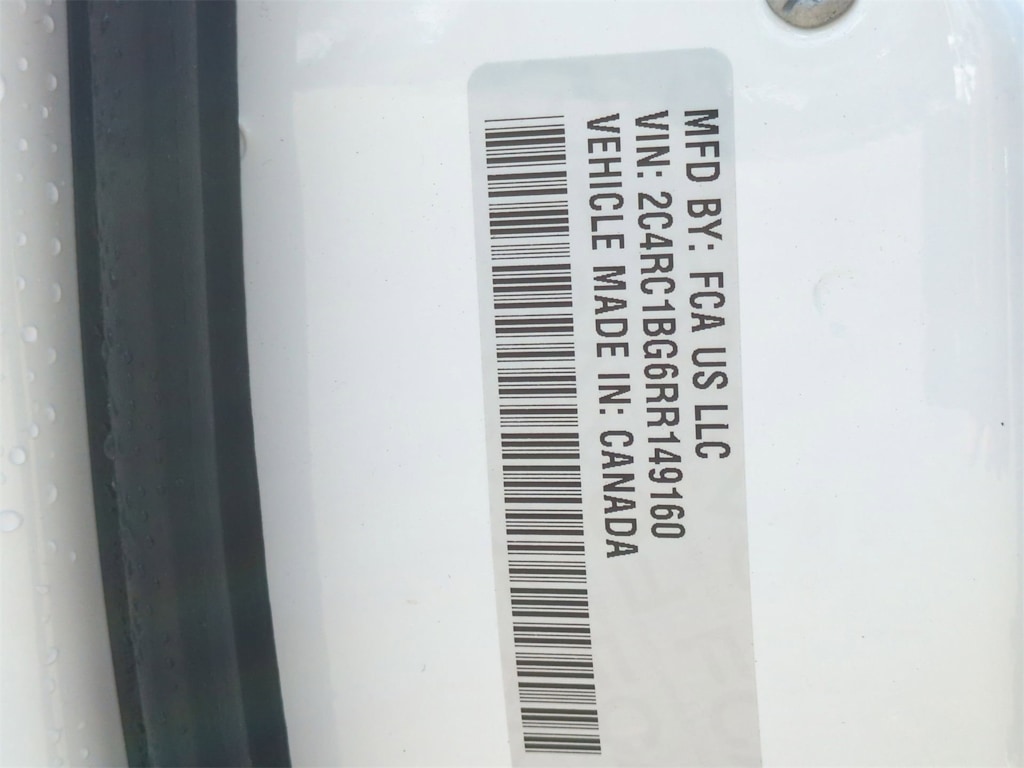 MFD BY: FCA US LLC
VIN: 2C4RC1BG6RR149160
VEHICLE MADE IN: CANADA